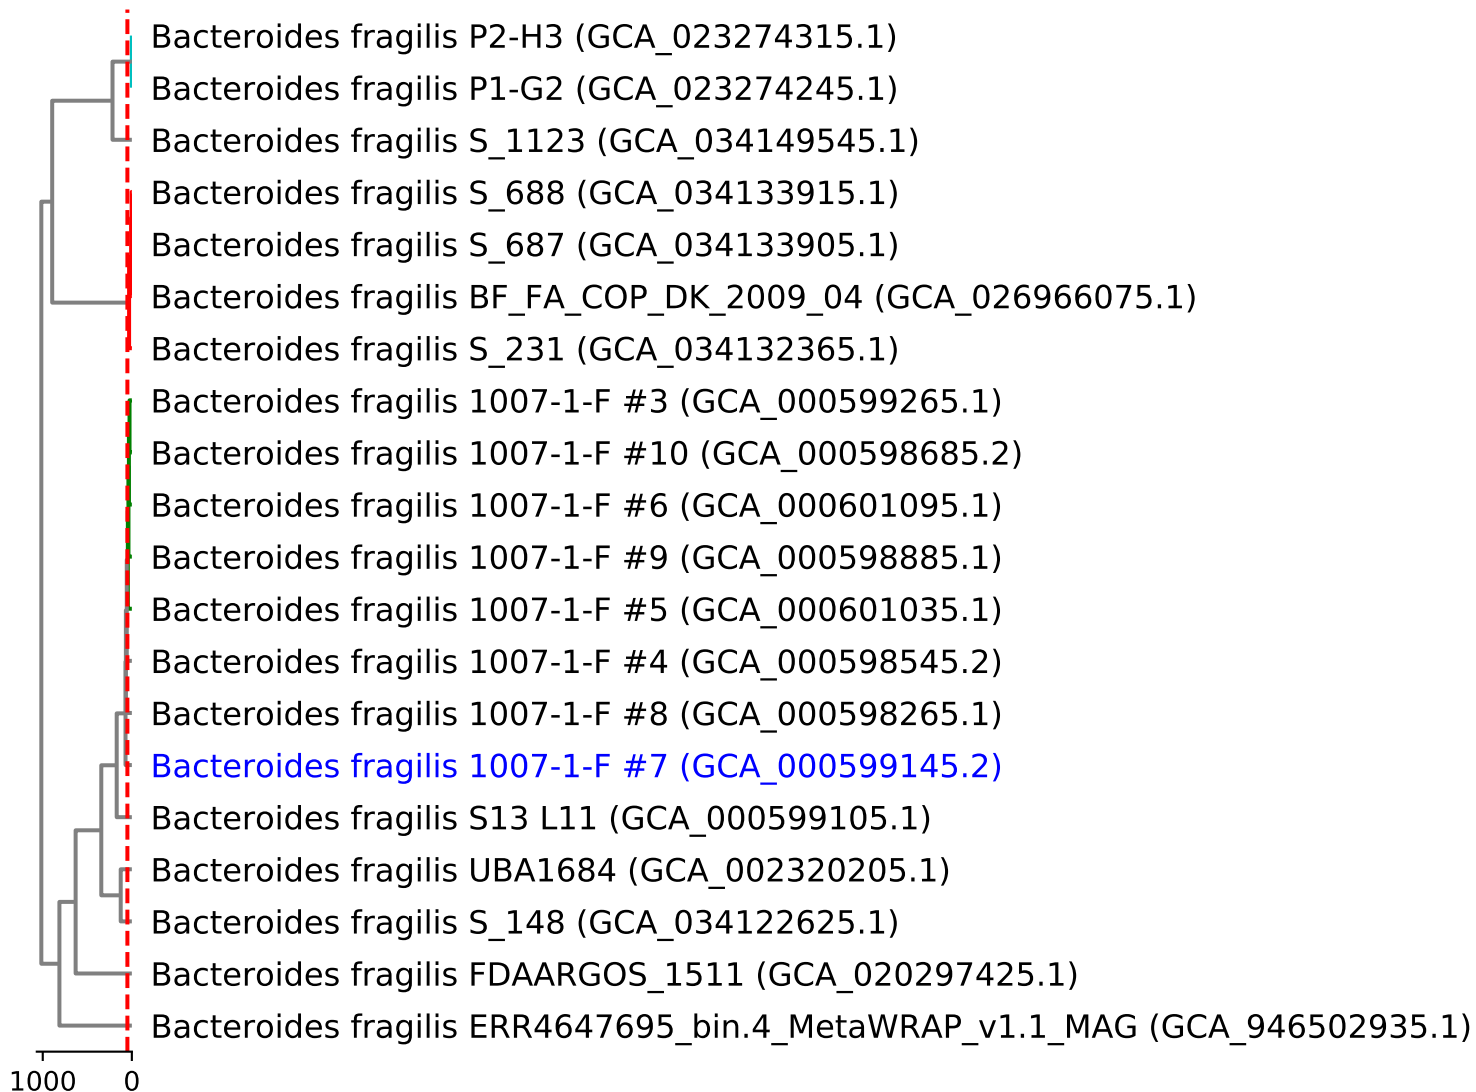 Bacteroides fragilis P2-H3 (GCA_023274315.1)
Bacteroides fragilis P1-G2 (GCA_023274245.1)
Bacteroides fragilis S_1123 (GCA_034149545.1)
Bacteroides fragilis S_688 (GCA_034133915.1)
Bacteroides fragilis S_687 (GCA_034133905.1)
Bacteroides fragilis BF_FA_COP_DK_2009_04 (GCA_026966075.1)
Bacteroides fragilis S_231 (GCA_034132365.1)
Bacteroides fragilis 1007-1-F #3 (GCA_000599265.1)
Bacteroides fragilis 1007-1-F #10 (GCA_000598685.2)
Bacteroides fragilis 1007-1-F #6 (GCA_000601095.1)
Bacteroides fragilis 1007-1-F #9 (GCA_000598885.1)
Bacteroides fragilis 1007-1-F #5 (GCA_000601035.1)
Bacteroides fragilis 1007-1-F #4 (GCA_000598545.2)
Bacteroides fragilis 1007-1-F #8 (GCA_000598265.1)
Bacteroides fragilis 1007-1-F #7 (GCA_000599145.2)
Bacteroides fragilis S13 L11 (GCA_000599105.1)
Bacteroides fragilis UBA1684 (GCA_002320205.1)
Bacteroides fragilis S_148 (GCA_034122625.1)
Bacteroides fragilis FDAARGOS_1511 (GCA_020297425.1)
Bacteroides fragilis ERR4647695_bin.4_MetaWRAP_v1.1_MAG (GCA_946502935.1)
1000 0